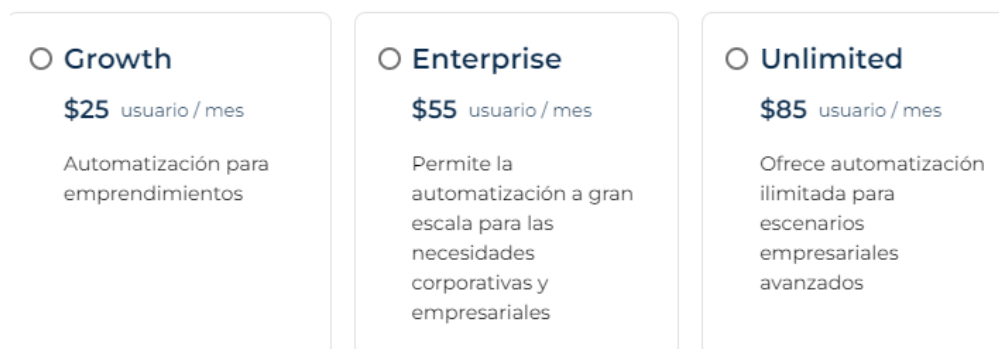 Growth
$25 usuario / mes
Automatización para
emprendimientos
Enterprise
$55 usuario / mes
Permite la
automatización a gran
escala para las
necesidades
corporativas y
empresariales
Unlimited
$85 usuario / mes
Ofrece automatización
ilimitada para
escenarios
empresariales
avanzados